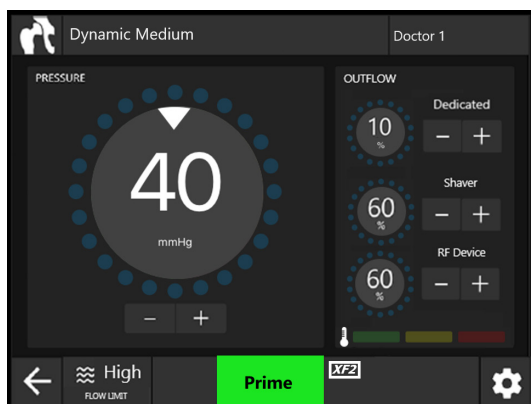 Dynamic Medium
Doctor 1
PRESSURE
40
mmHg
OUTFLOW
Dedicated
10
%
Shaver
60
%
RF Device
60
%
High
FLOW LIMIT
Prime
XF2